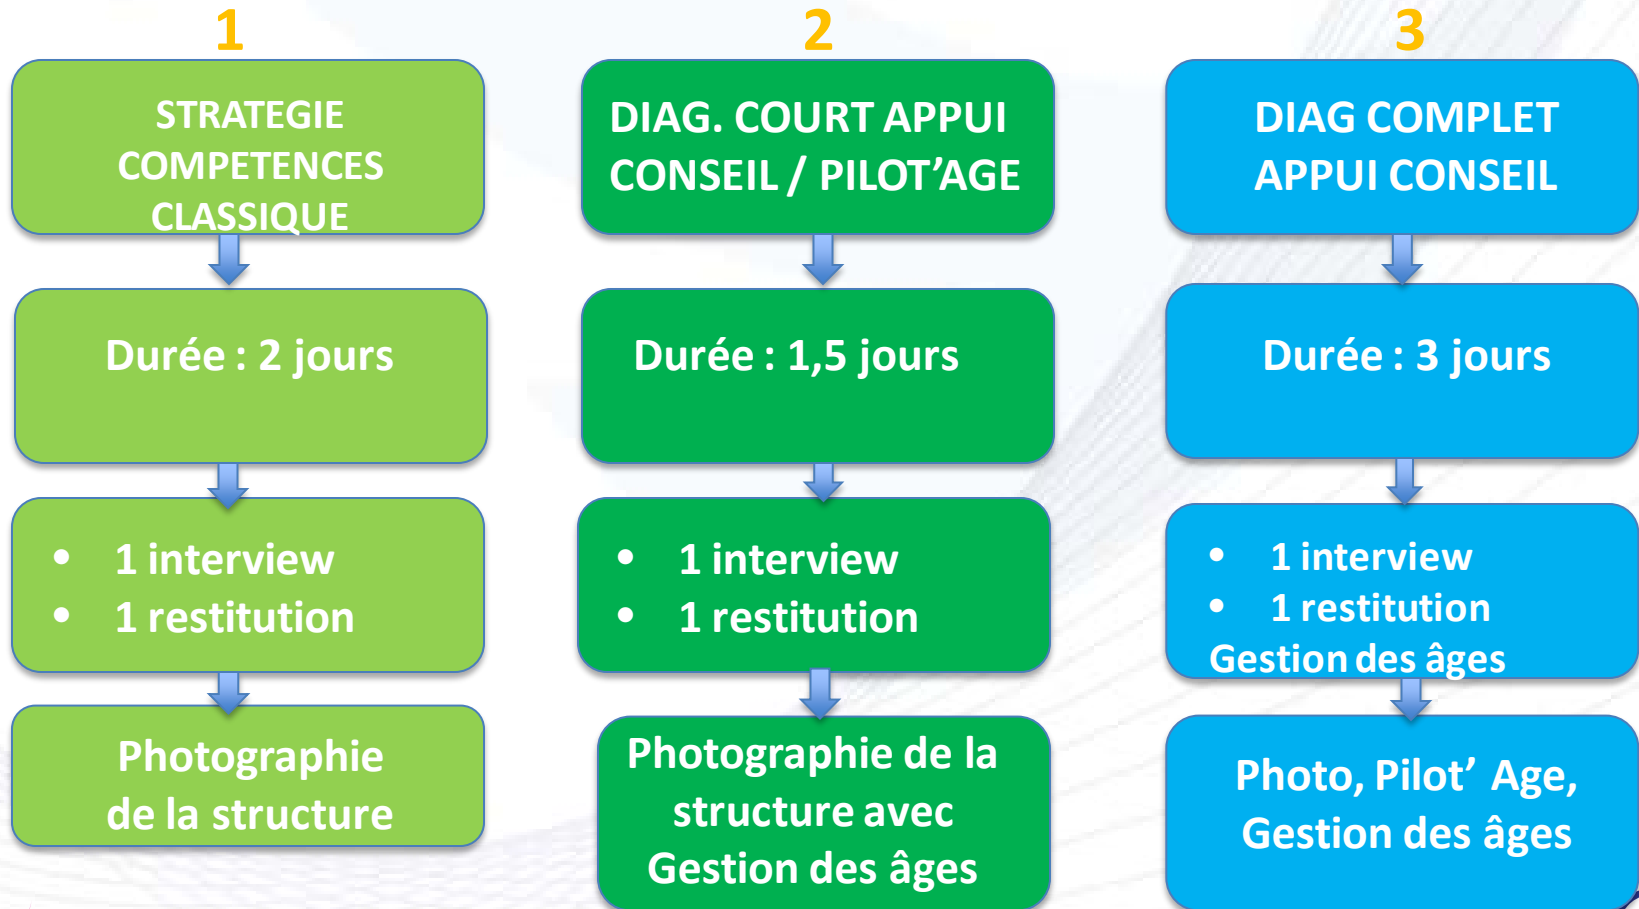 1
STRATEGIE
COMPETENCES
CLASSIQUE
Durée : 2 jours
• 1 interview
• 1 restitution
Photographie
de la structure
2
DIAG. COURT APPUI
CONSEIL / PILOT’AGE
Durée : 1,5 jours
• 1 interview
• 1 restitution
Photographie de la
structure avec
Gestion des âges
3
DIAG COMPLET
APPUI CONSEIL
Durée : 3 jours
• 1 interview
• 1 restitution
Gestion des âges
Photo, Pilot’ Age,
Gestion des âges